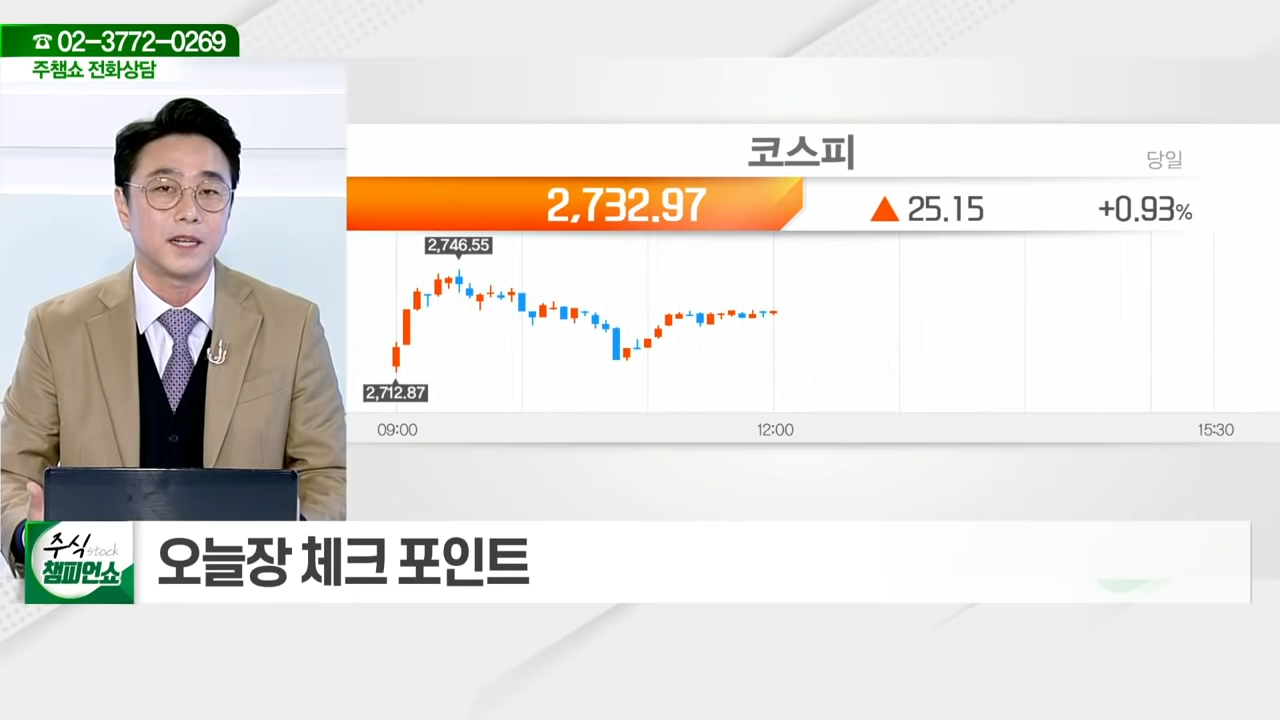 ☎ 02-3772-0269
주챔쇼 전화상담
코스피
당일
2,732.97 ▲ 25.15 +0.93%
2,746.55
2,712.87
09:00 12:00 15:30
주식 stock
챔피언쇼
오늘장 체크 포인트